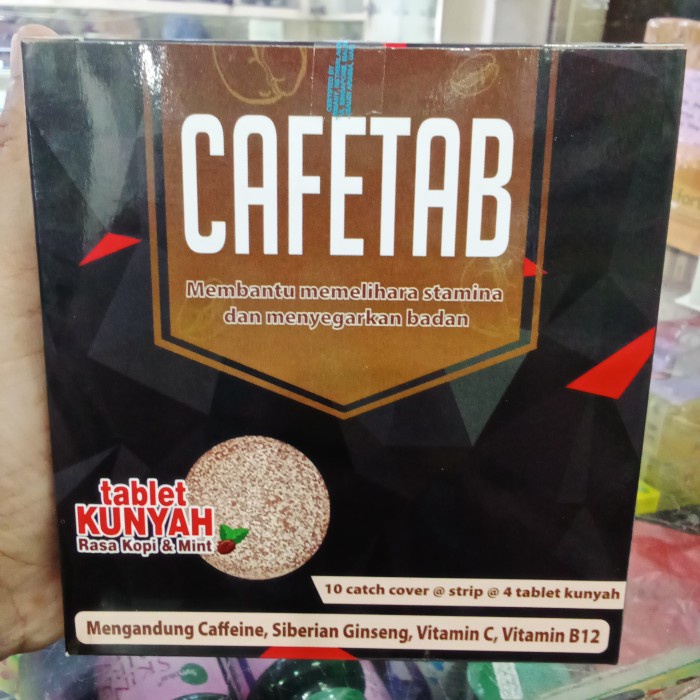 CAFETAB
Membantu memelihara stamina
dan menyegarkan badan
tablet
KUNYAH
Rasa Kopi & Mint
10 catch cover @ strip @ 4 tablet kunyah
Mengandung Caffeine, Siberian Ginseng, Vitamin C, Vitamin B12